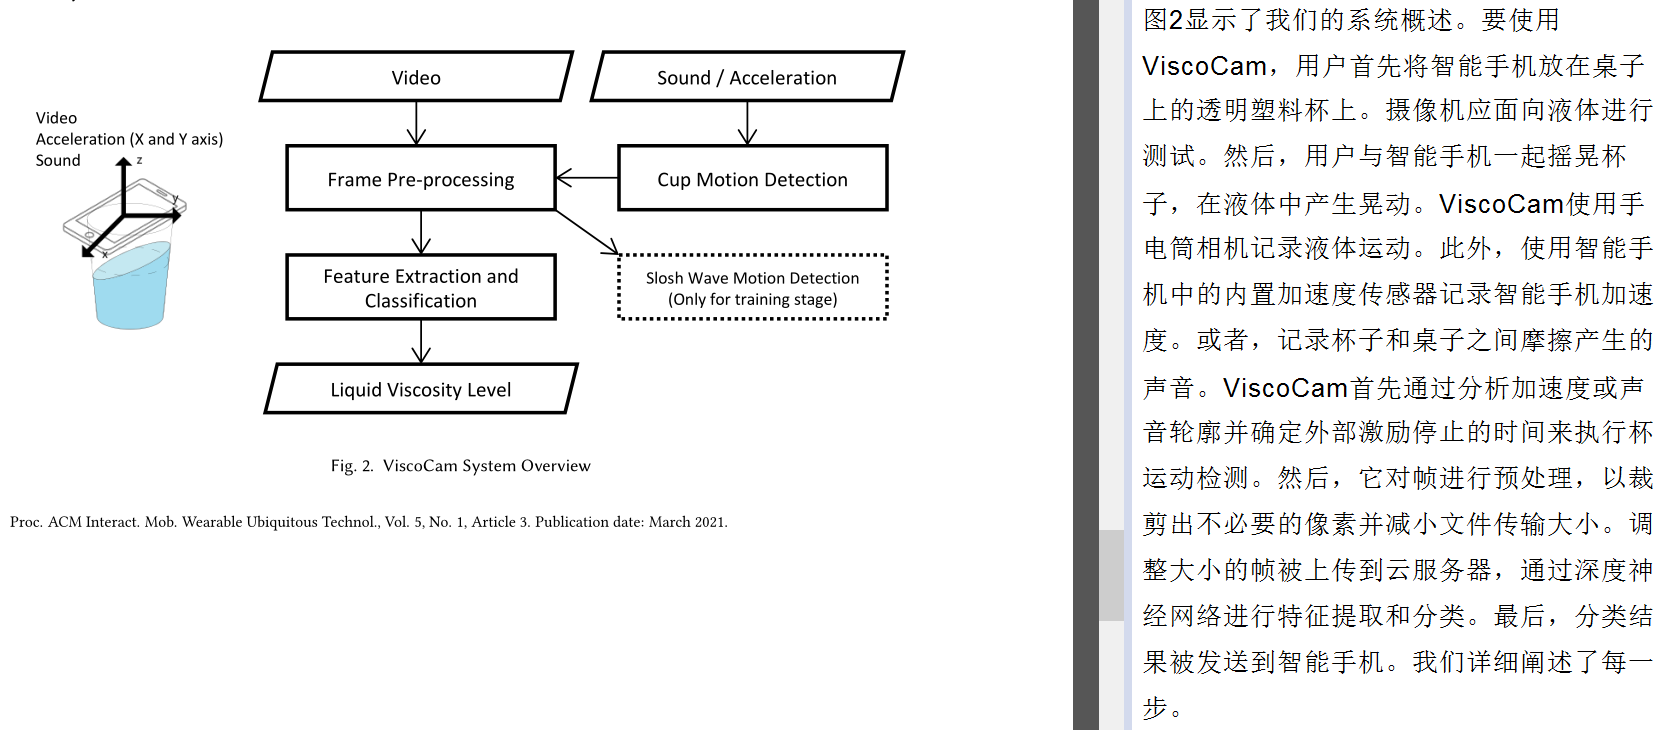 Video
Sound / Acceleration
Video
Acceleration (X and Y axis)
Sound
z
y
x
Frame Pre-processing
Cup Motion Detection
Feature Extraction and
Classification
Slosh Wave Motion Detection
(Only for training stage)
Liquid Viscosity Level
Fig. 2. ViscoCam System Overview
Proc. ACM Interact. Mob. Wearable Ubiquitous Technol., Vol. 5, No. 1, Article 3. Publication date: March 2021.
图2显示了我们的系统概述。要使用
ViscoCam，用户首先将智能手机放在桌子
上的透明塑料杯上。摄像机应面向液体进行
测试。然后，用户与智能手机一起摇晃杯
子，在液体中产生晃动。ViscoCam使用手
电筒相机记录液体运动。此外，使用智能手
机中的内置加速度传感器记录智能手机加速
度。或者，记录杯子和桌子之间摩擦产生的
声音。ViscoCam首先通过分析加速度或声
音轮廓并确定外部激励停止的时间来执行杯
运动检测。然后，它对帧进行预处理，以裁
剪出不必要的像素并减小文件传输大小。调
整大小的帧被上传到云服务器，通过深度神
经网络进行特征提取和分类。最后，分类结
果被发送到智能手机。我们详细阐述了每一
步。